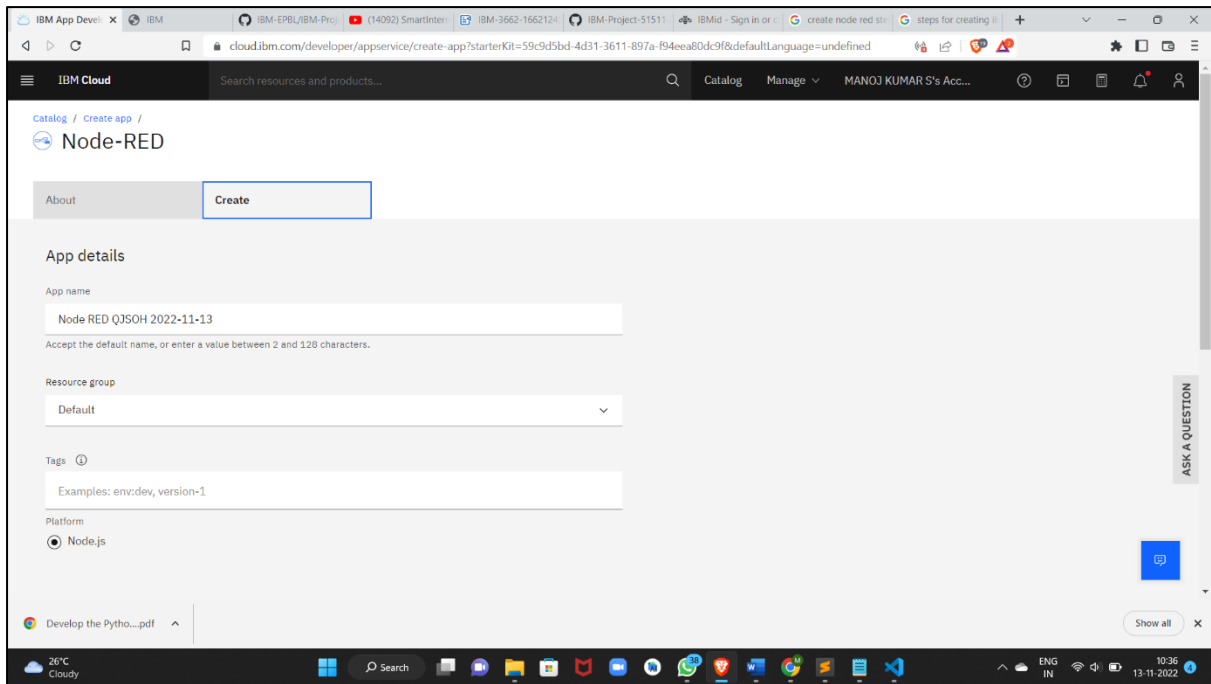 IBM App Develo
IBM
IBM-EPBL/IBM-Proj
(14092) SmartIntern
IBM-3662-1662124
IBM-Project-51511
IBMid - Sign in or c
create node red sto
steps for creating i
cloud.ibm.com/developer/appservice/create-app?starterKit=59c9d5bd-4d31-3611-897a-f94eea80dc9f&defaultLanguage=undefined
IBM Cloud
Search resources and products...
Catalog
Manage
MANOJ KUMAR S's Acc...
Catalog / Create app /
Node-RED
About
Create
App details
App name
Node RED QJSOH 2022-11-13
Accept the default name, or enter a value between 2 and 128 characters.
Resource group
Default
Tags
Examples: env:dev, version-1
Platform
Node.js
ASK A QUESTION
Develop the Pytho....pdf
Show all
26°C
Cloudy
Search
38
ENG
IN
10:36
13-11-2022
4